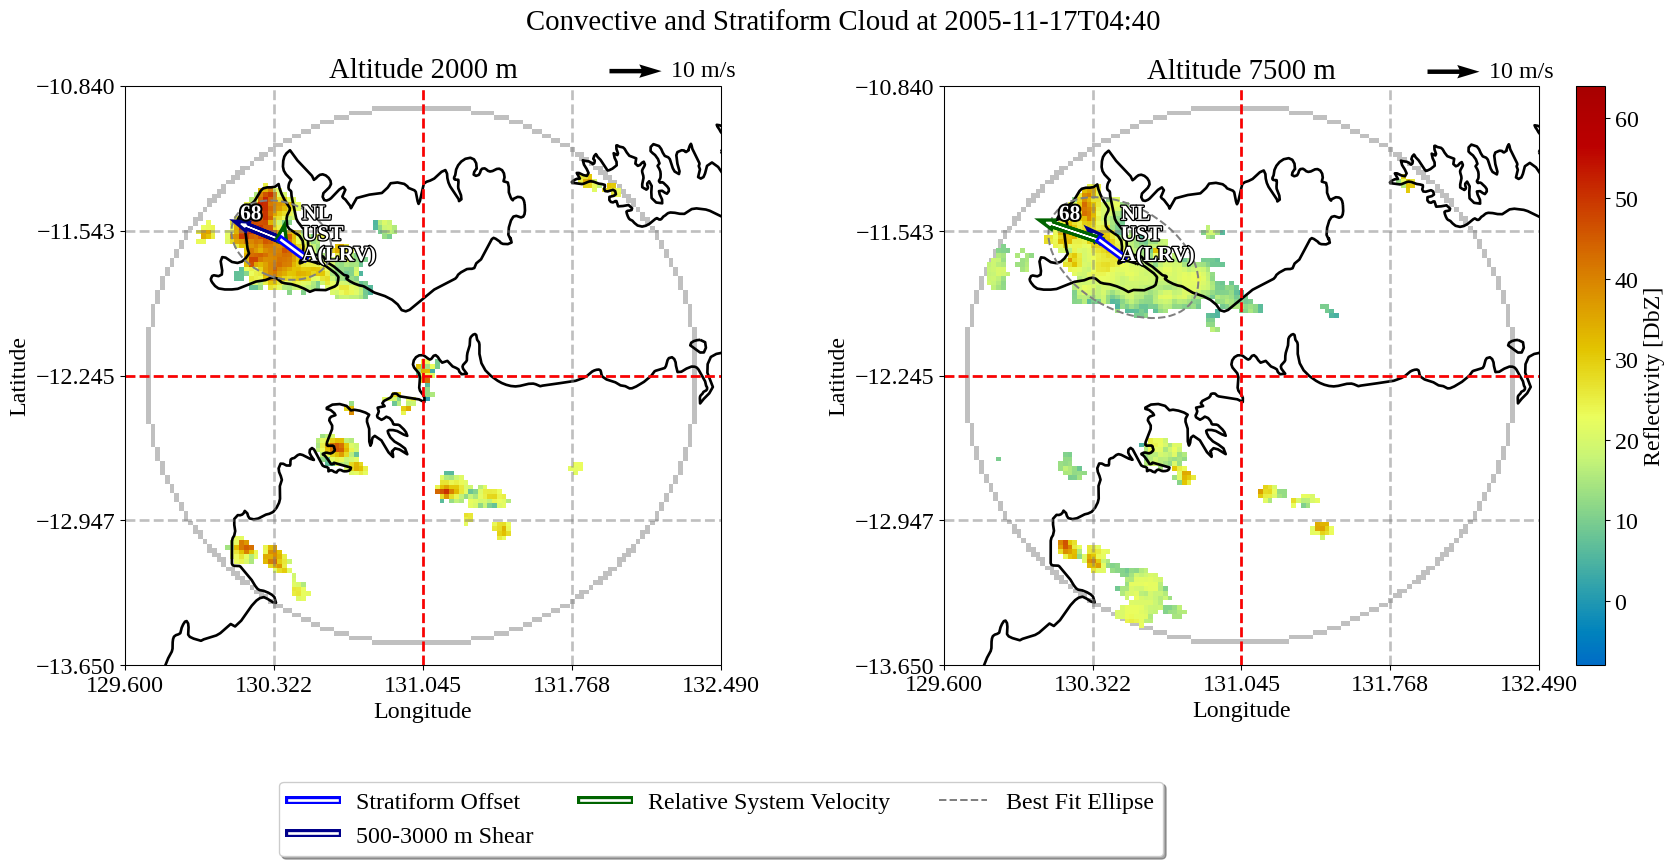 Convective and Stratiform Cloud at 2005-11-17T04:40
Altitude 2000 m
10 m/s
−10.840
−11.543
−12.245
−12.947
−13.650
Latitude
68
NL
UST
A(LRV)
129.600
130.322
131.045
131.768
132.490
Longitude
Altitude 7500 m
10 m/s
−10.840
−11.543
−12.245
−12.947
−13.650
Latitude
68
NL
UST
A(LRV)
129.600
130.322
131.045
131.768
132.490
Longitude
60
50
40
30
20
10
0
Reflectivity [DbZ]
Stratiform Offset
500-3000 m Shear
Relative System Velocity
Best Fit Ellipse